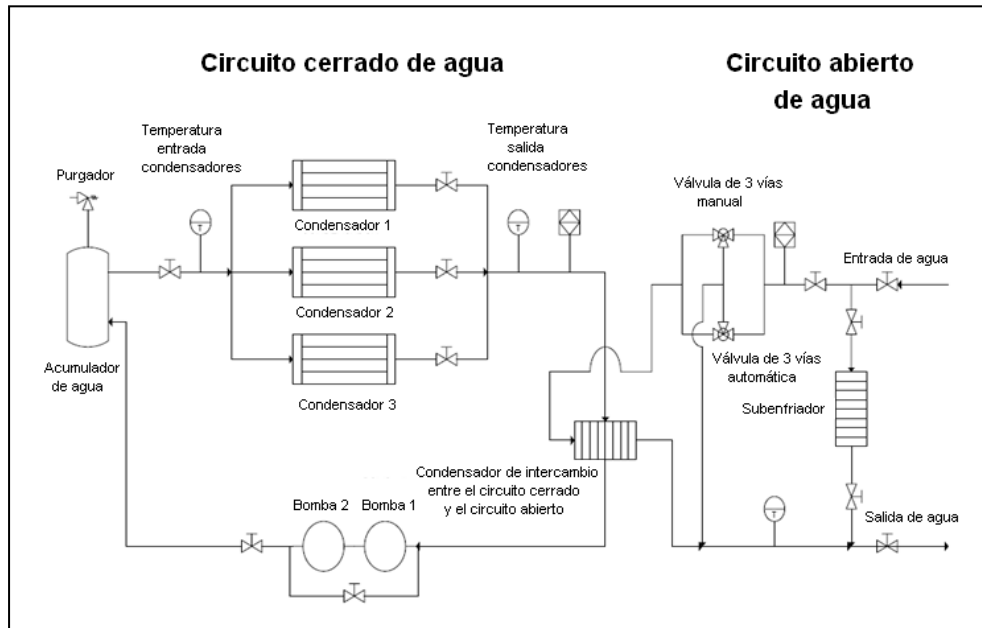 Circuito cerrado de agua
Circuito abierto
de agua
Temperatura
entrada
condensadores
Temperatura
salida
condensadores
Purgador
Válvula de 3 vías
manual
T
T
Condensador 1
Entrada de agua
Condensador 2
Acumulador
de agua
Condensador 3
Válvula de 3 vías
automática
Subenfriador
Condensador de intercambio
entre el circuito cerrado
y el circuito abierto
Bomba 2
Bomba 1
T
Salida de agua